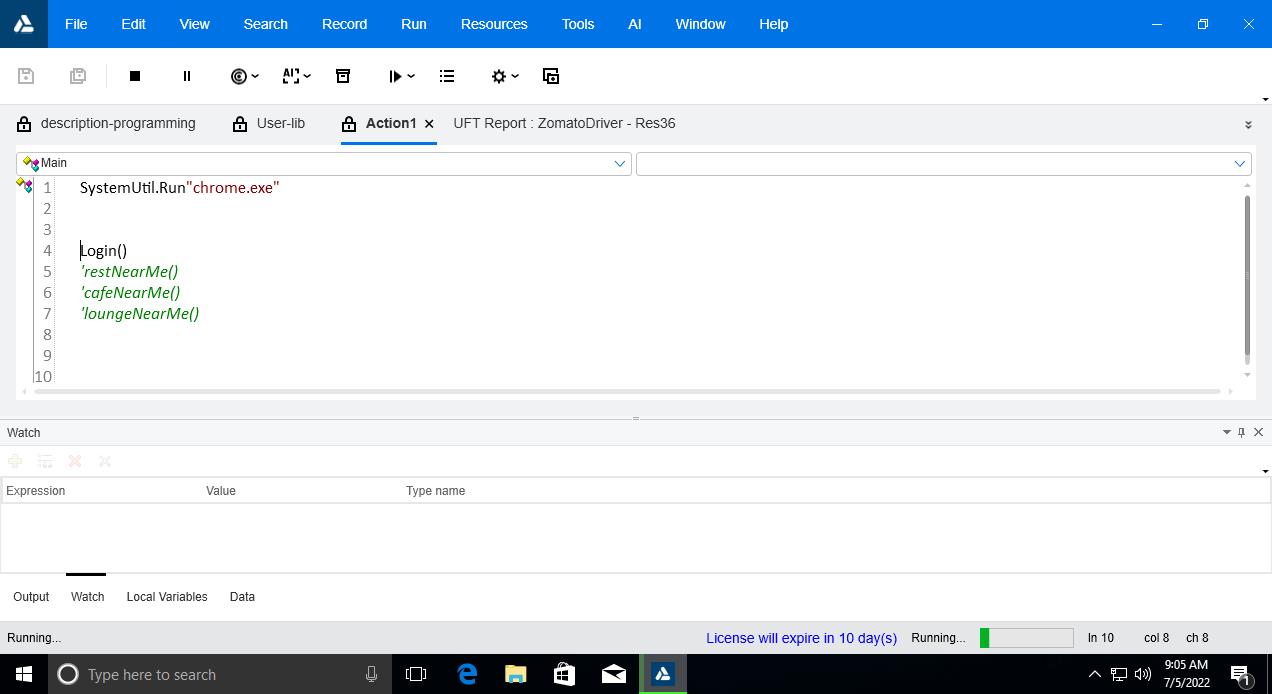 File Edit View Search Record Run Resources Tools AI Window Help
description-programming User-lib Action1 UFT Report : ZomatoDriver - Res36
Main
1 SystemUtil.Run"chrome.exe"
2
3
4 Login()
5 'restNearMe()
6 'cafeNearMe()
7 'loungeNearMe()
8
9
10
Watch
Expression Value Type name
Output Watch Local Variables Data
Running... License will expire in 10 day(s) Running... ln 10 col 8 ch 8
Type here to search
9:05 AM
7/5/2022
1